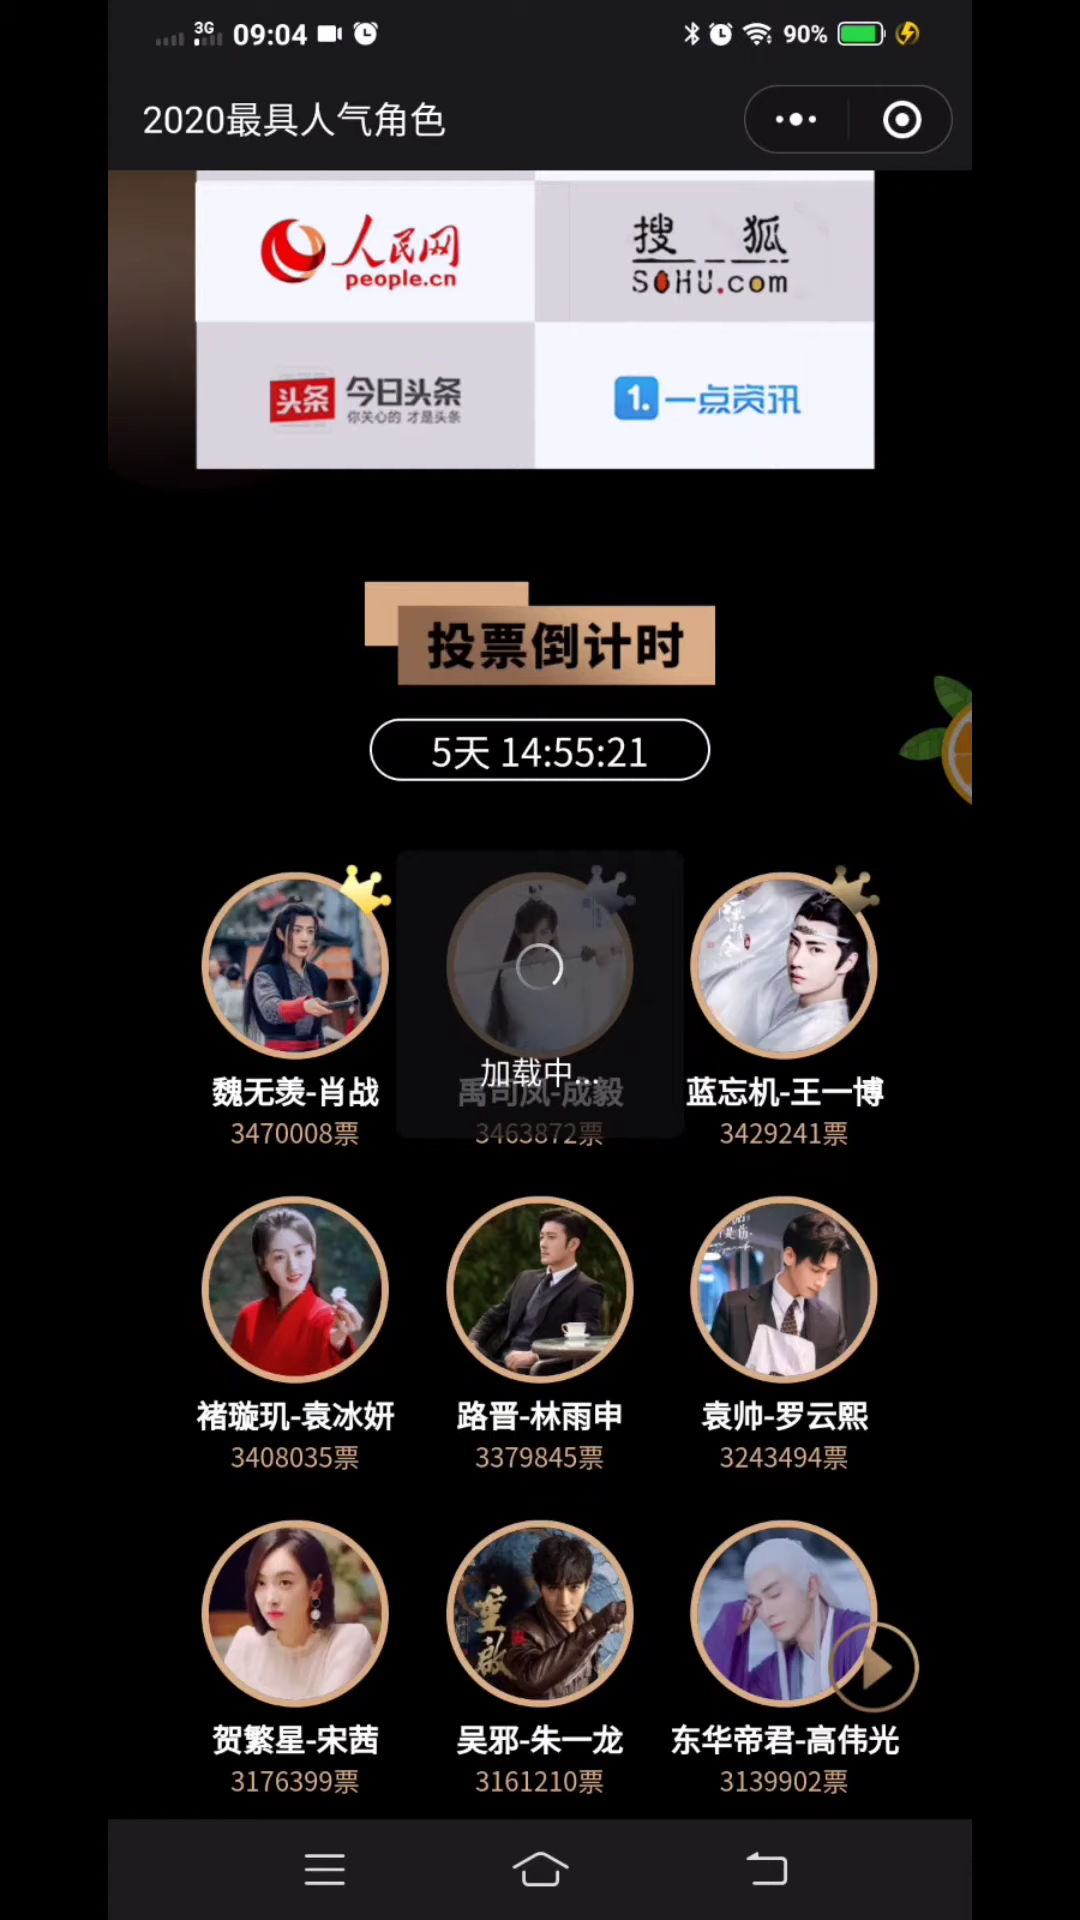 3G 09:04 90%
2020最具人气角色
人民网 搜狐
people.cn SOHU.com
头条 今日头条 1. 一点资讯
你关心的 才是头条
投票倒计时
5天 14:55:21
加载中...
魏无羡-肖战 禹司凤-成毅 蓝忘机-王一博
3470008票 3463872票 3429241票
褚璇玑-袁冰妍 路晋-林雨申 袁帅-罗云熙
3408035票 3379845票 3243494票
重启
贺繁星-宋茜 吴邪-朱一龙 东华帝君-高伟光
3176399票 3161210票 3139902票